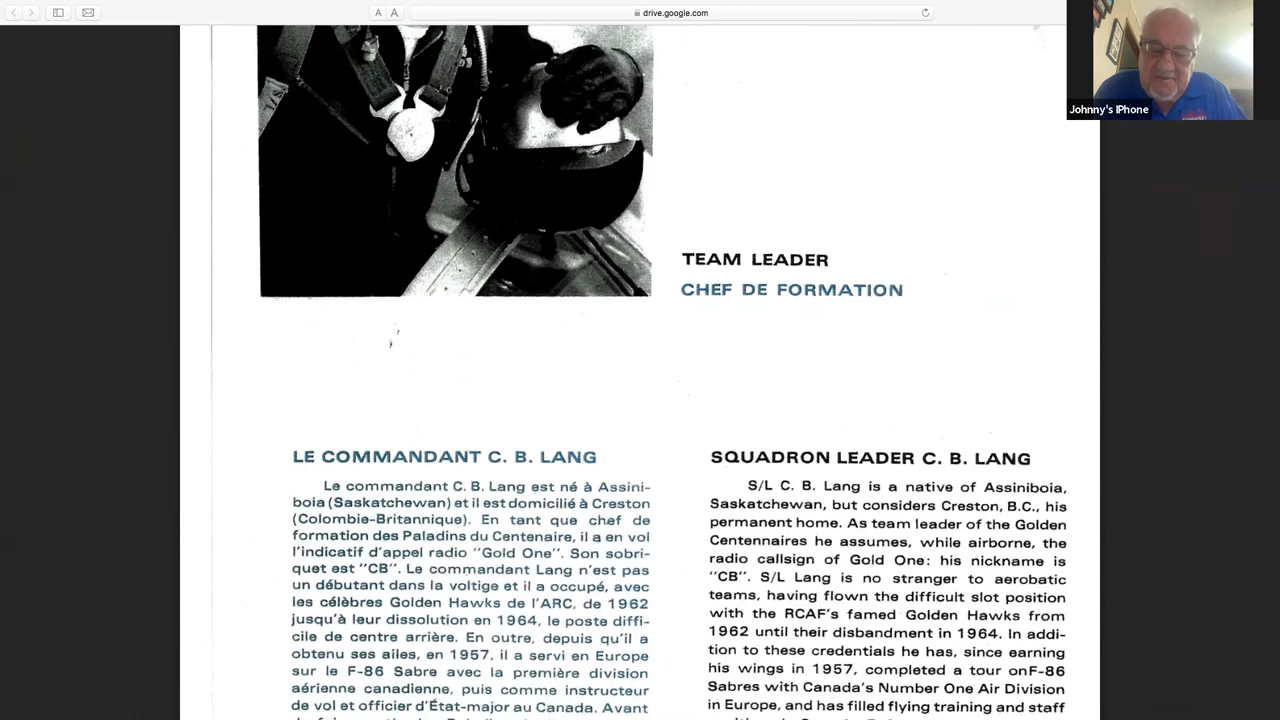 A A
drive.google.com
Johnny's IPhone
TEAM LEADER
CHEF DE FORMATION
LE COMMANDANT C. B. LANG
Le commandant C. B. Lang est né à Assini-
boia (Saskatchewan) et il est domicilié à Creston
(Colombie-Britannique). En tant que chef de
formation des Paladins du Centenaire, il a en vol
l'indicatif d'appel radio "Gold One". Son sobri-
quet est "CB". Le commandant Lang n'est pas
un débutant dans la voltige et il a occupé, avec
les célèbres Golden Hawks de l'ARC, de 1962
jusqu'à leur dissolution en 1964, le poste diffi-
cile de centre arrière. En outre, depuis qu'il a
obtenu ses ailes, en 1957, il a servi en Europe
sur le F-86 Sabre avec la première division
aérienne canadienne, puis comme instructeur
de vol et officier d'État-major au Canada. Avant
SQUADRON LEADER C. B. LANG
S/L C. B. Lang is a native of Assiniboia,
Saskatchewan, but considers Creston, B.C., his
permanent home. As team leader of the Golden
Centennaires he assumes, while airborne, the
radio callsign of Gold One: his nickname is
"CB". S/L Lang is no stranger to aerobatic
teams, having flown the difficult slot position
with the RCAF's famed Golden Hawks from
1962 until their disbandment in 1964. In addi-
tion to these credentials he has, since earning
his wings in 1957, completed a tour onF-86
Sabres with Canada's Number One Air Division
in Europe, and has filled flying training and staff